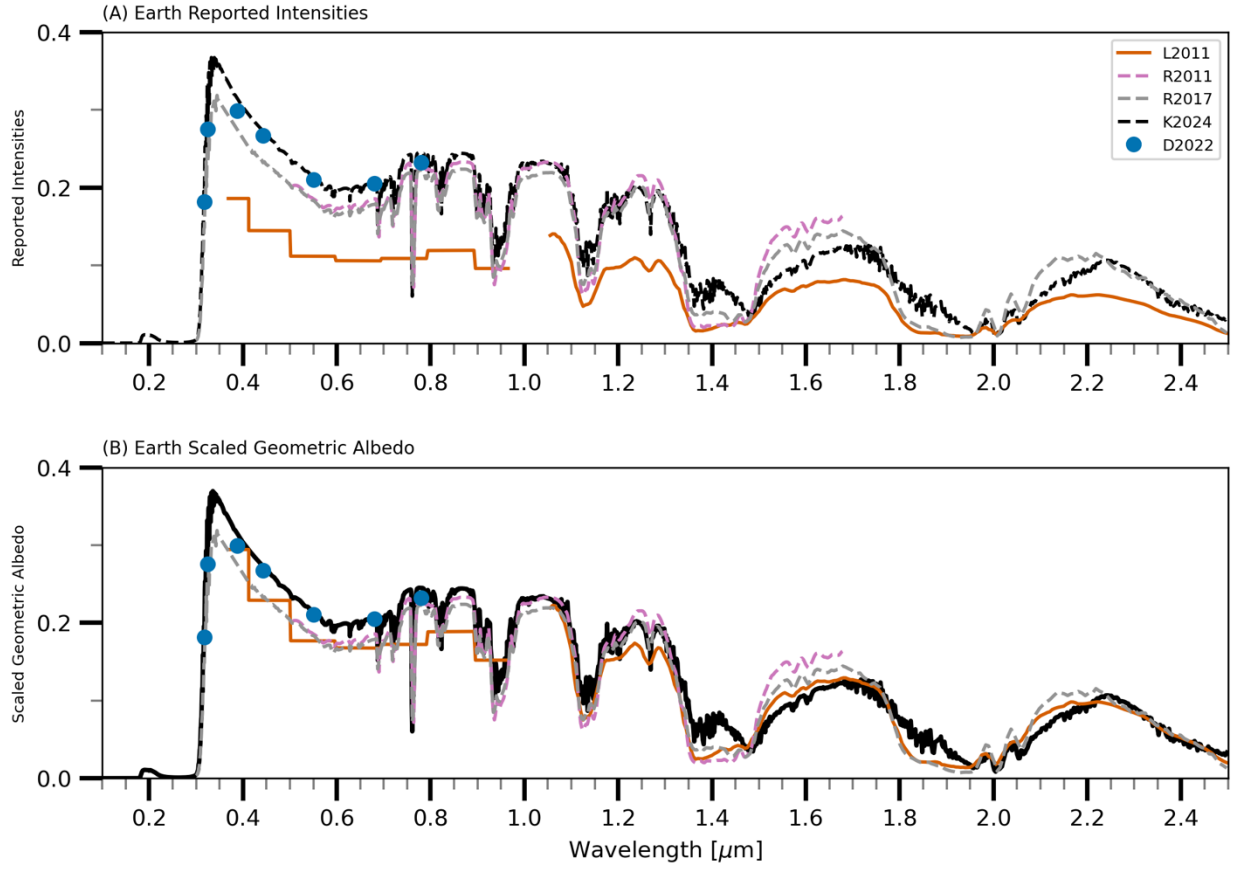 (A) Earth Reported Intensities
0.4
0.2
0.0
Reported Intensities
L2011
R2011
R2017
K2024
D2022
0.2 0.4 0.6 0.8 1.0 1.2 1.4 1.6 1.8 2.0 2.2 2.4
(B) Earth Scaled Geometric Albedo
0.4
0.2
0.0
Scaled Geometric Albedo
0.2 0.4 0.6 0.8 1.0 1.2 1.4 1.6 1.8 2.0 2.2 2.4
Wavelength [μm]